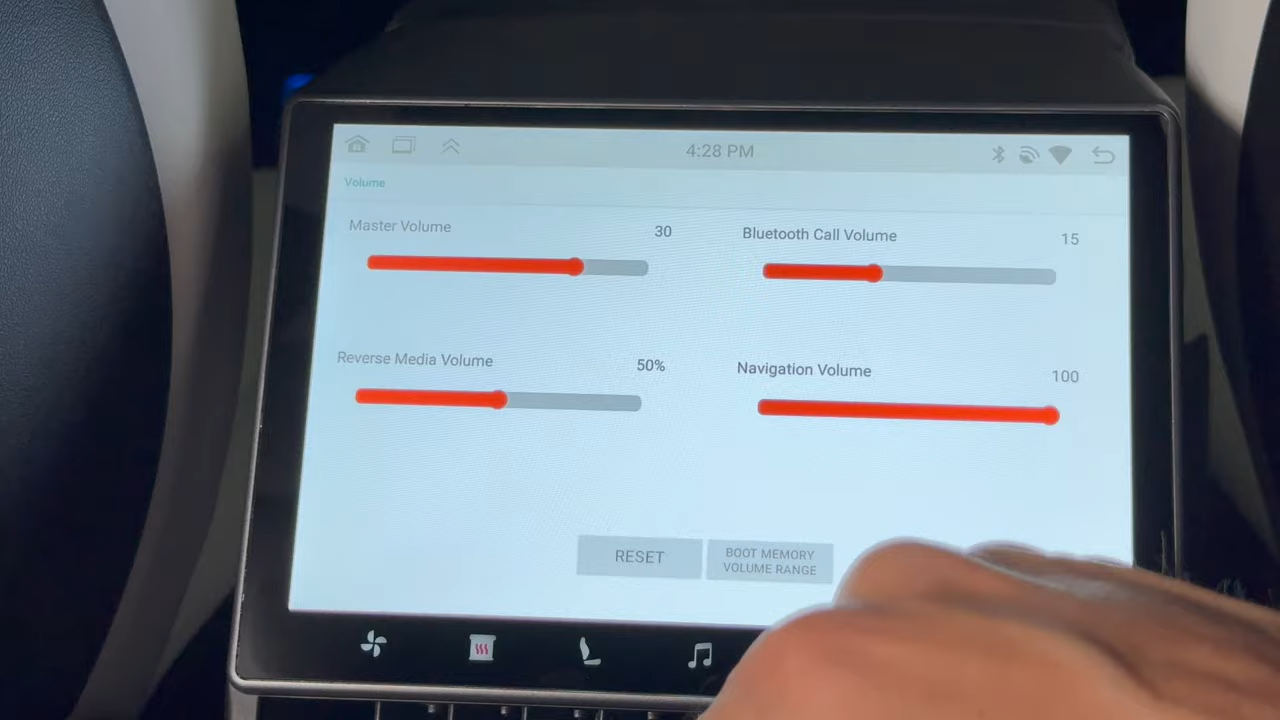 4:28 PM
Volume
Master Volume 30
Bluetooth Call Volume 15
Reverse Media Volume 50%
Navigation Volume 100
RESET
BOOT MEMORY
VOLUME RANGE